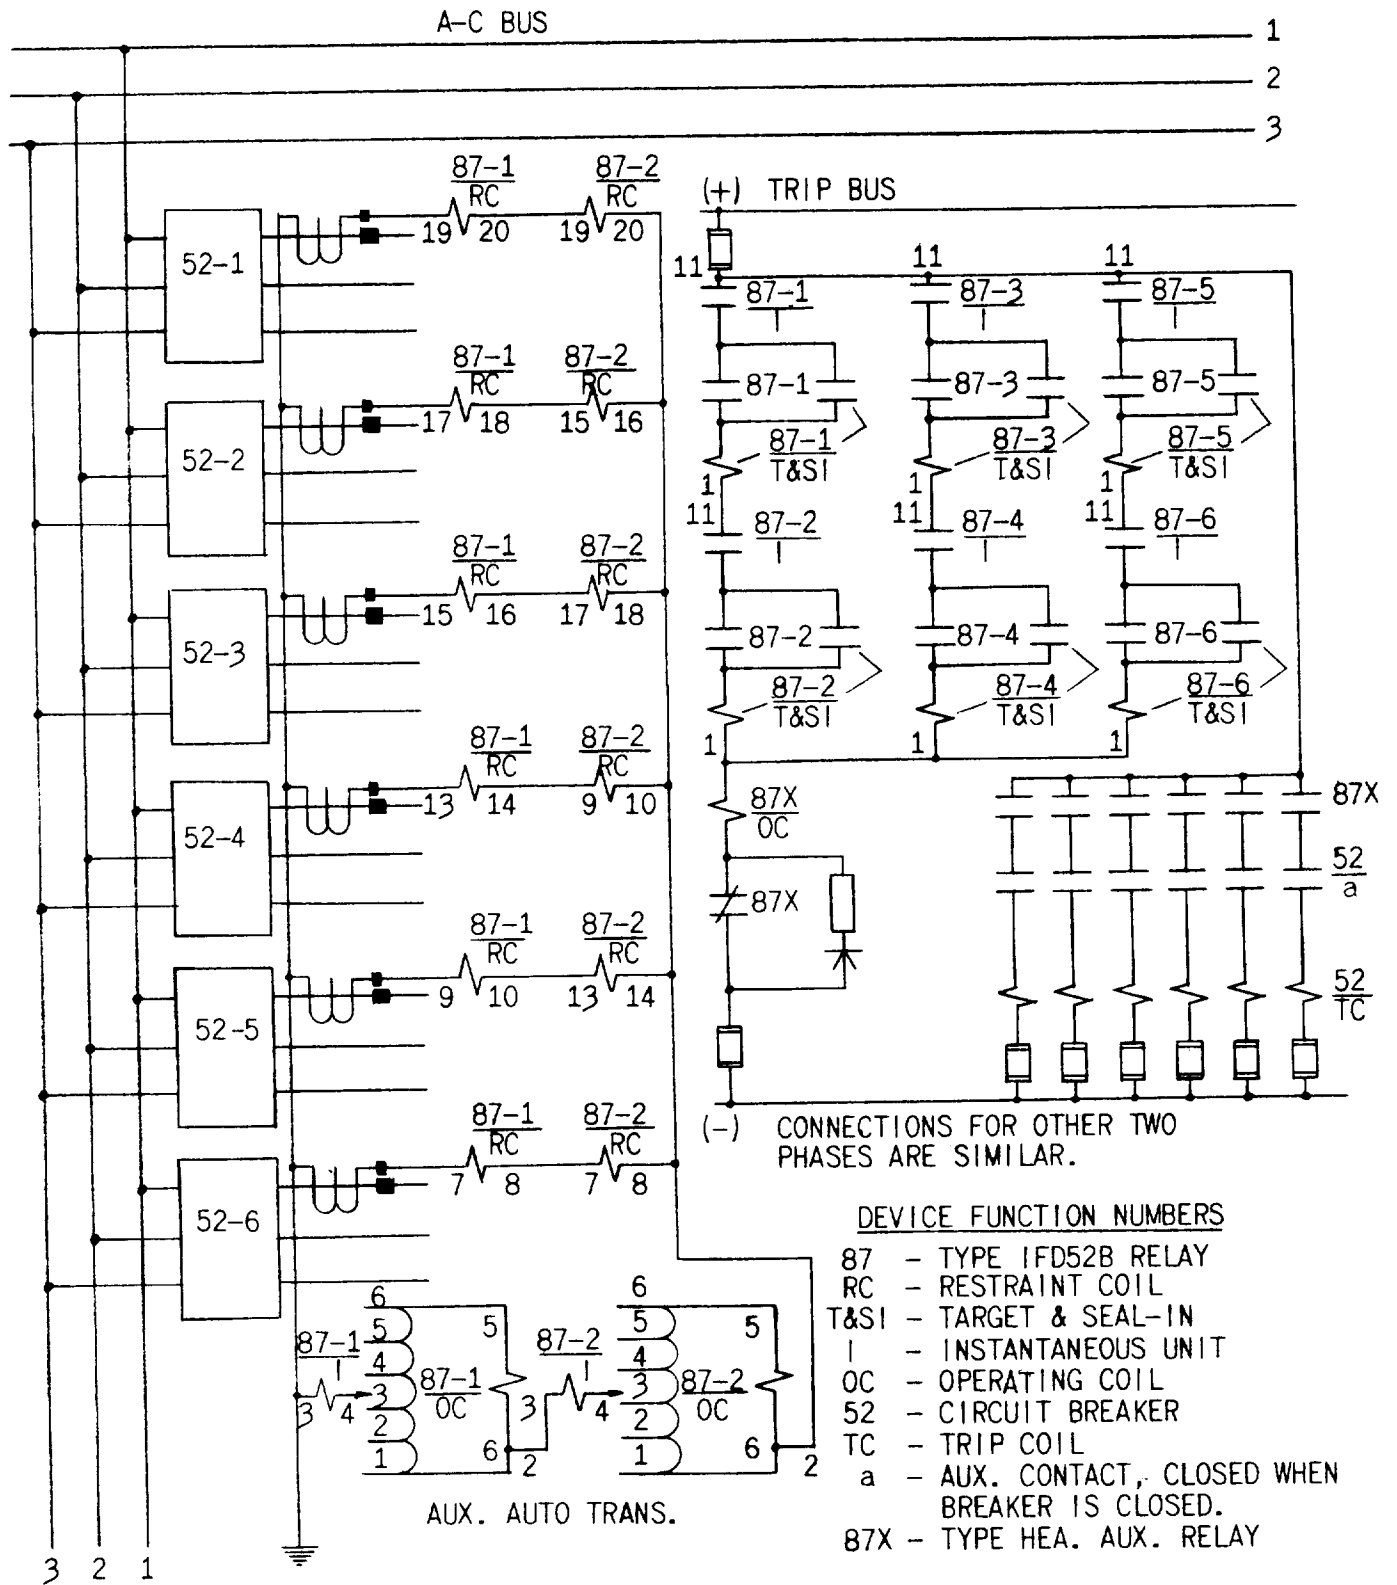 A-C BUS
1
2
3
87-1
RC
87-2
RC
19 20 19 20
52-1
87-1
RC
87-2
RC
17 18 15 16
52-2
87-1
RC
87-2
RC
15 16 17 18
52-3
87-1
RC
87-2
RC
13 14 9 10
52-4
87-1
RC
87-2
RC
9 10 13 14
52-5
87-1
RC
87-2
RC
7 8 7 8
52-6
(+) TRIP BUS
11 11 11
87-1
I
87-3
I
87-5
I
87-1 87-3 87-5
87-1
T&SI
87-3
T&SI
87-5
T&SI
1 1 1
11 11 11
87-2
I
87-4
I
87-6
I
87-2 87-4 87-6
87-2
T&SI
87-4
T&SI
87-6
T&SI
1 1 1
87X
OC
87X
87X
52
a
52
TC
(-) CONNECTIONS FOR OTHER TWO
PHASES ARE SIMILAR.
DEVICE FUNCTION NUMBERS
87 - TYPE IFD52B RELAY
RC - RESTRAINT COIL
T&SI - TARGET & SEAL-IN
I - INSTANTANEOUS UNIT
OC - OPERATING COIL
52 - CIRCUIT BREAKER
TC - TRIP COIL
a - AUX. CONTACT, CLOSED WHEN
BREAKER IS CLOSED.
87X - TYPE HEA. AUX. RELAY
87-1
I
3 4
6
5
4
3
2
1
87-1
OC
5
3
6
2
87-2
I
4
6
5
4
3
2
1
87-2
OC
5
6
2
AUX. AUTO TRANS.
3 2 1